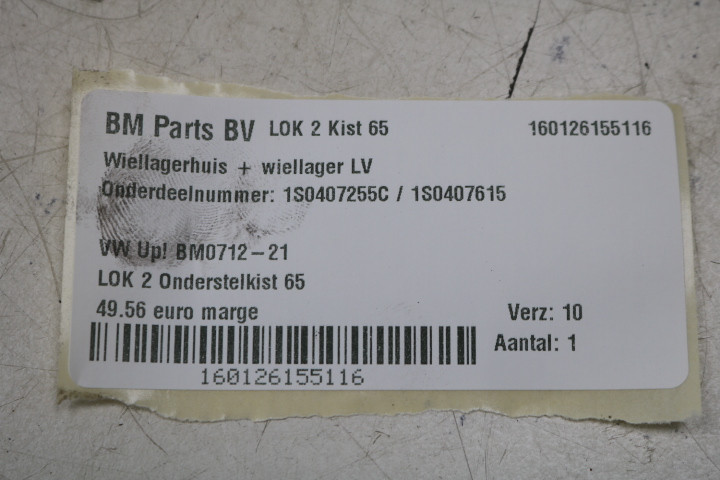 BM Parts BV LOK 2 Kist 65 160126155116
Wiellagerhuis + wiellager LV
Onderdeelnummer: 1S0407255C / 1S0407615
VW Up! BM0712-21
LOK 2 Onderstelkist 65
49.56 euro marge Verz: 10
Aantal: 1
160126155116